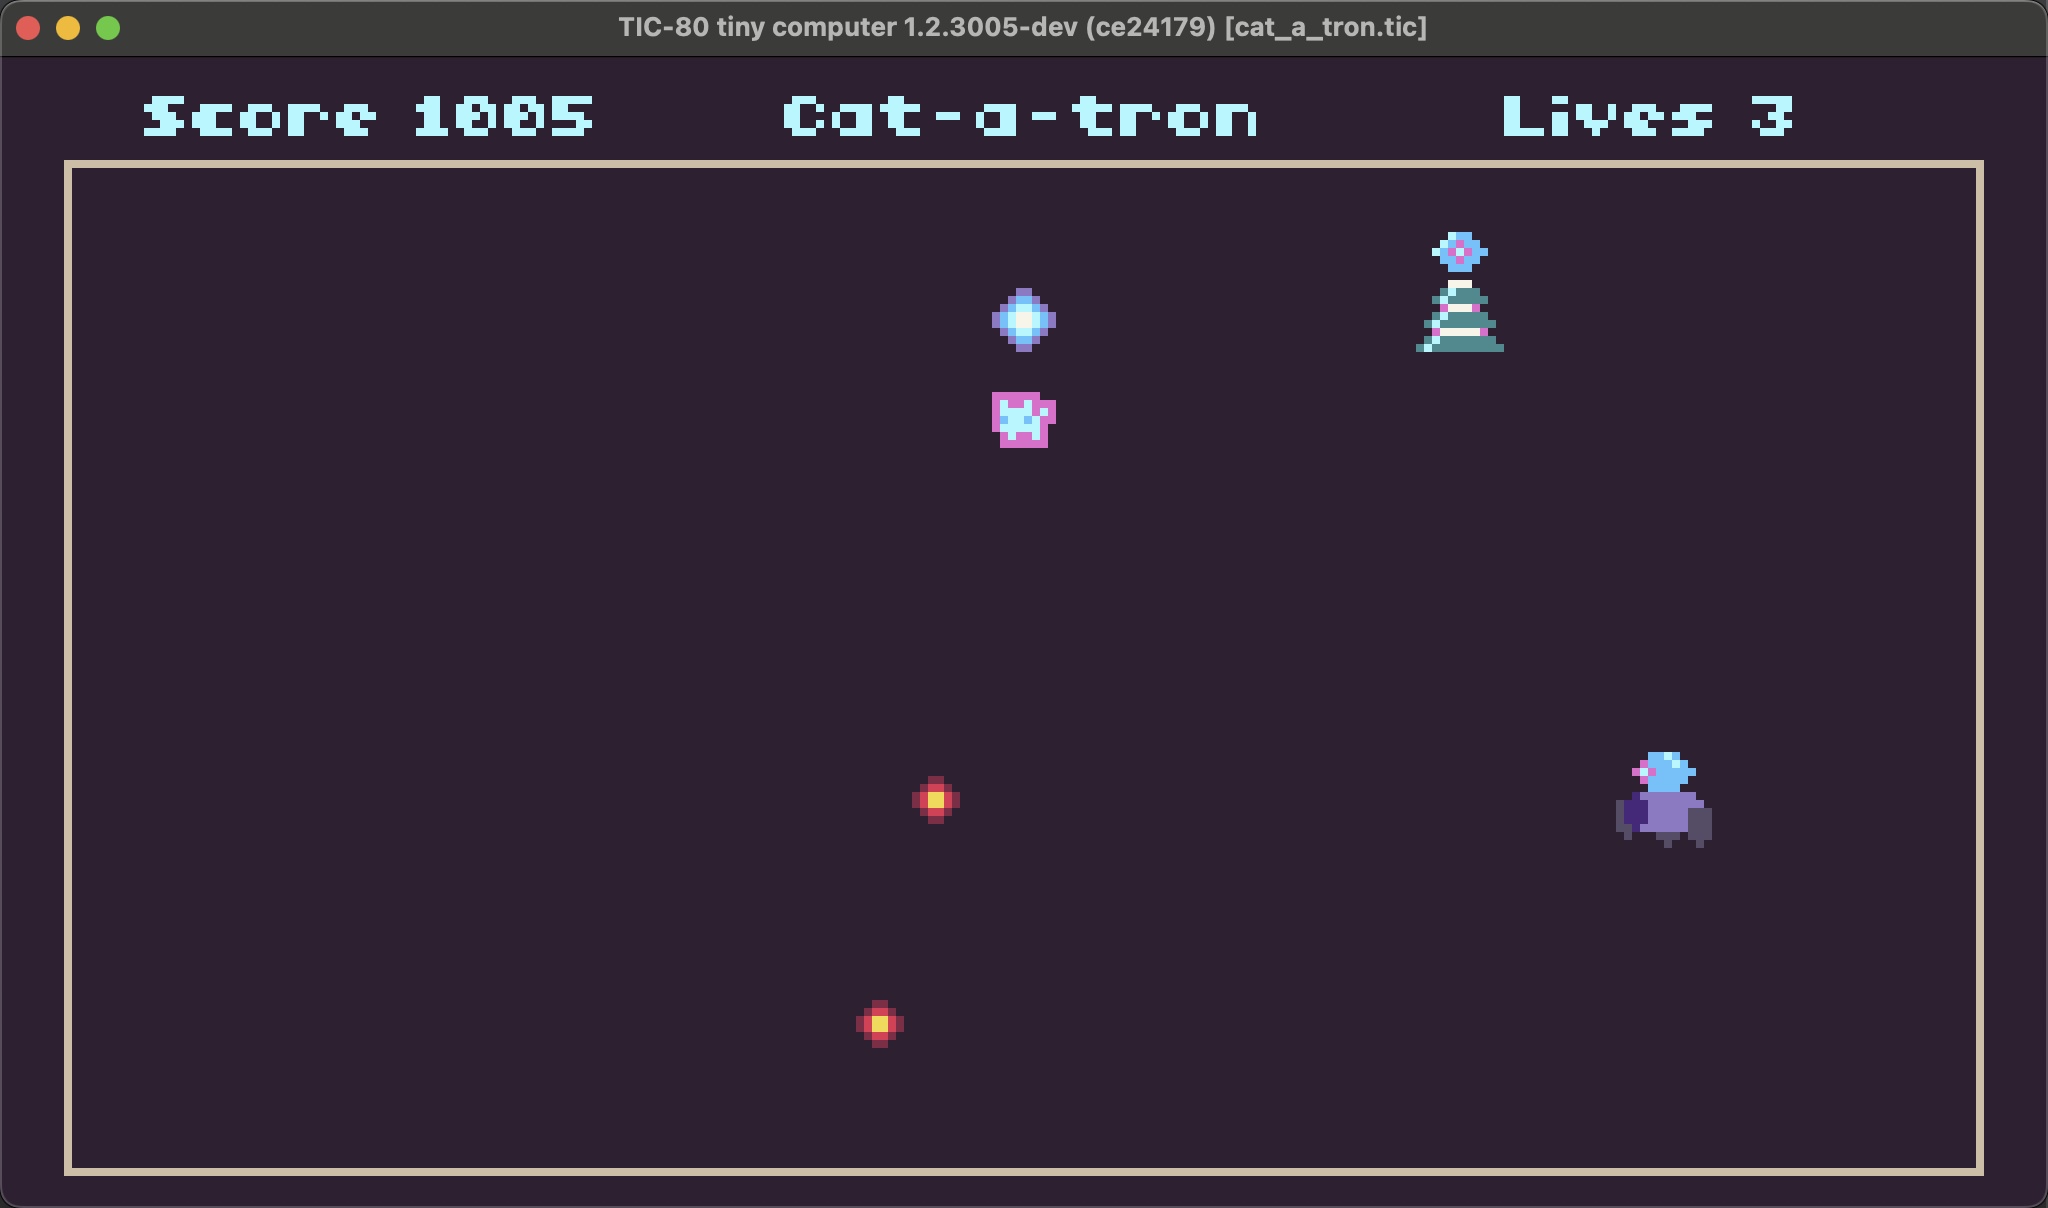 TIC-80 tiny computer 1.2.3005-dev (ce24179) [cat_a_tron.tic]
Score 1005 Cat-a-tron Lives 3